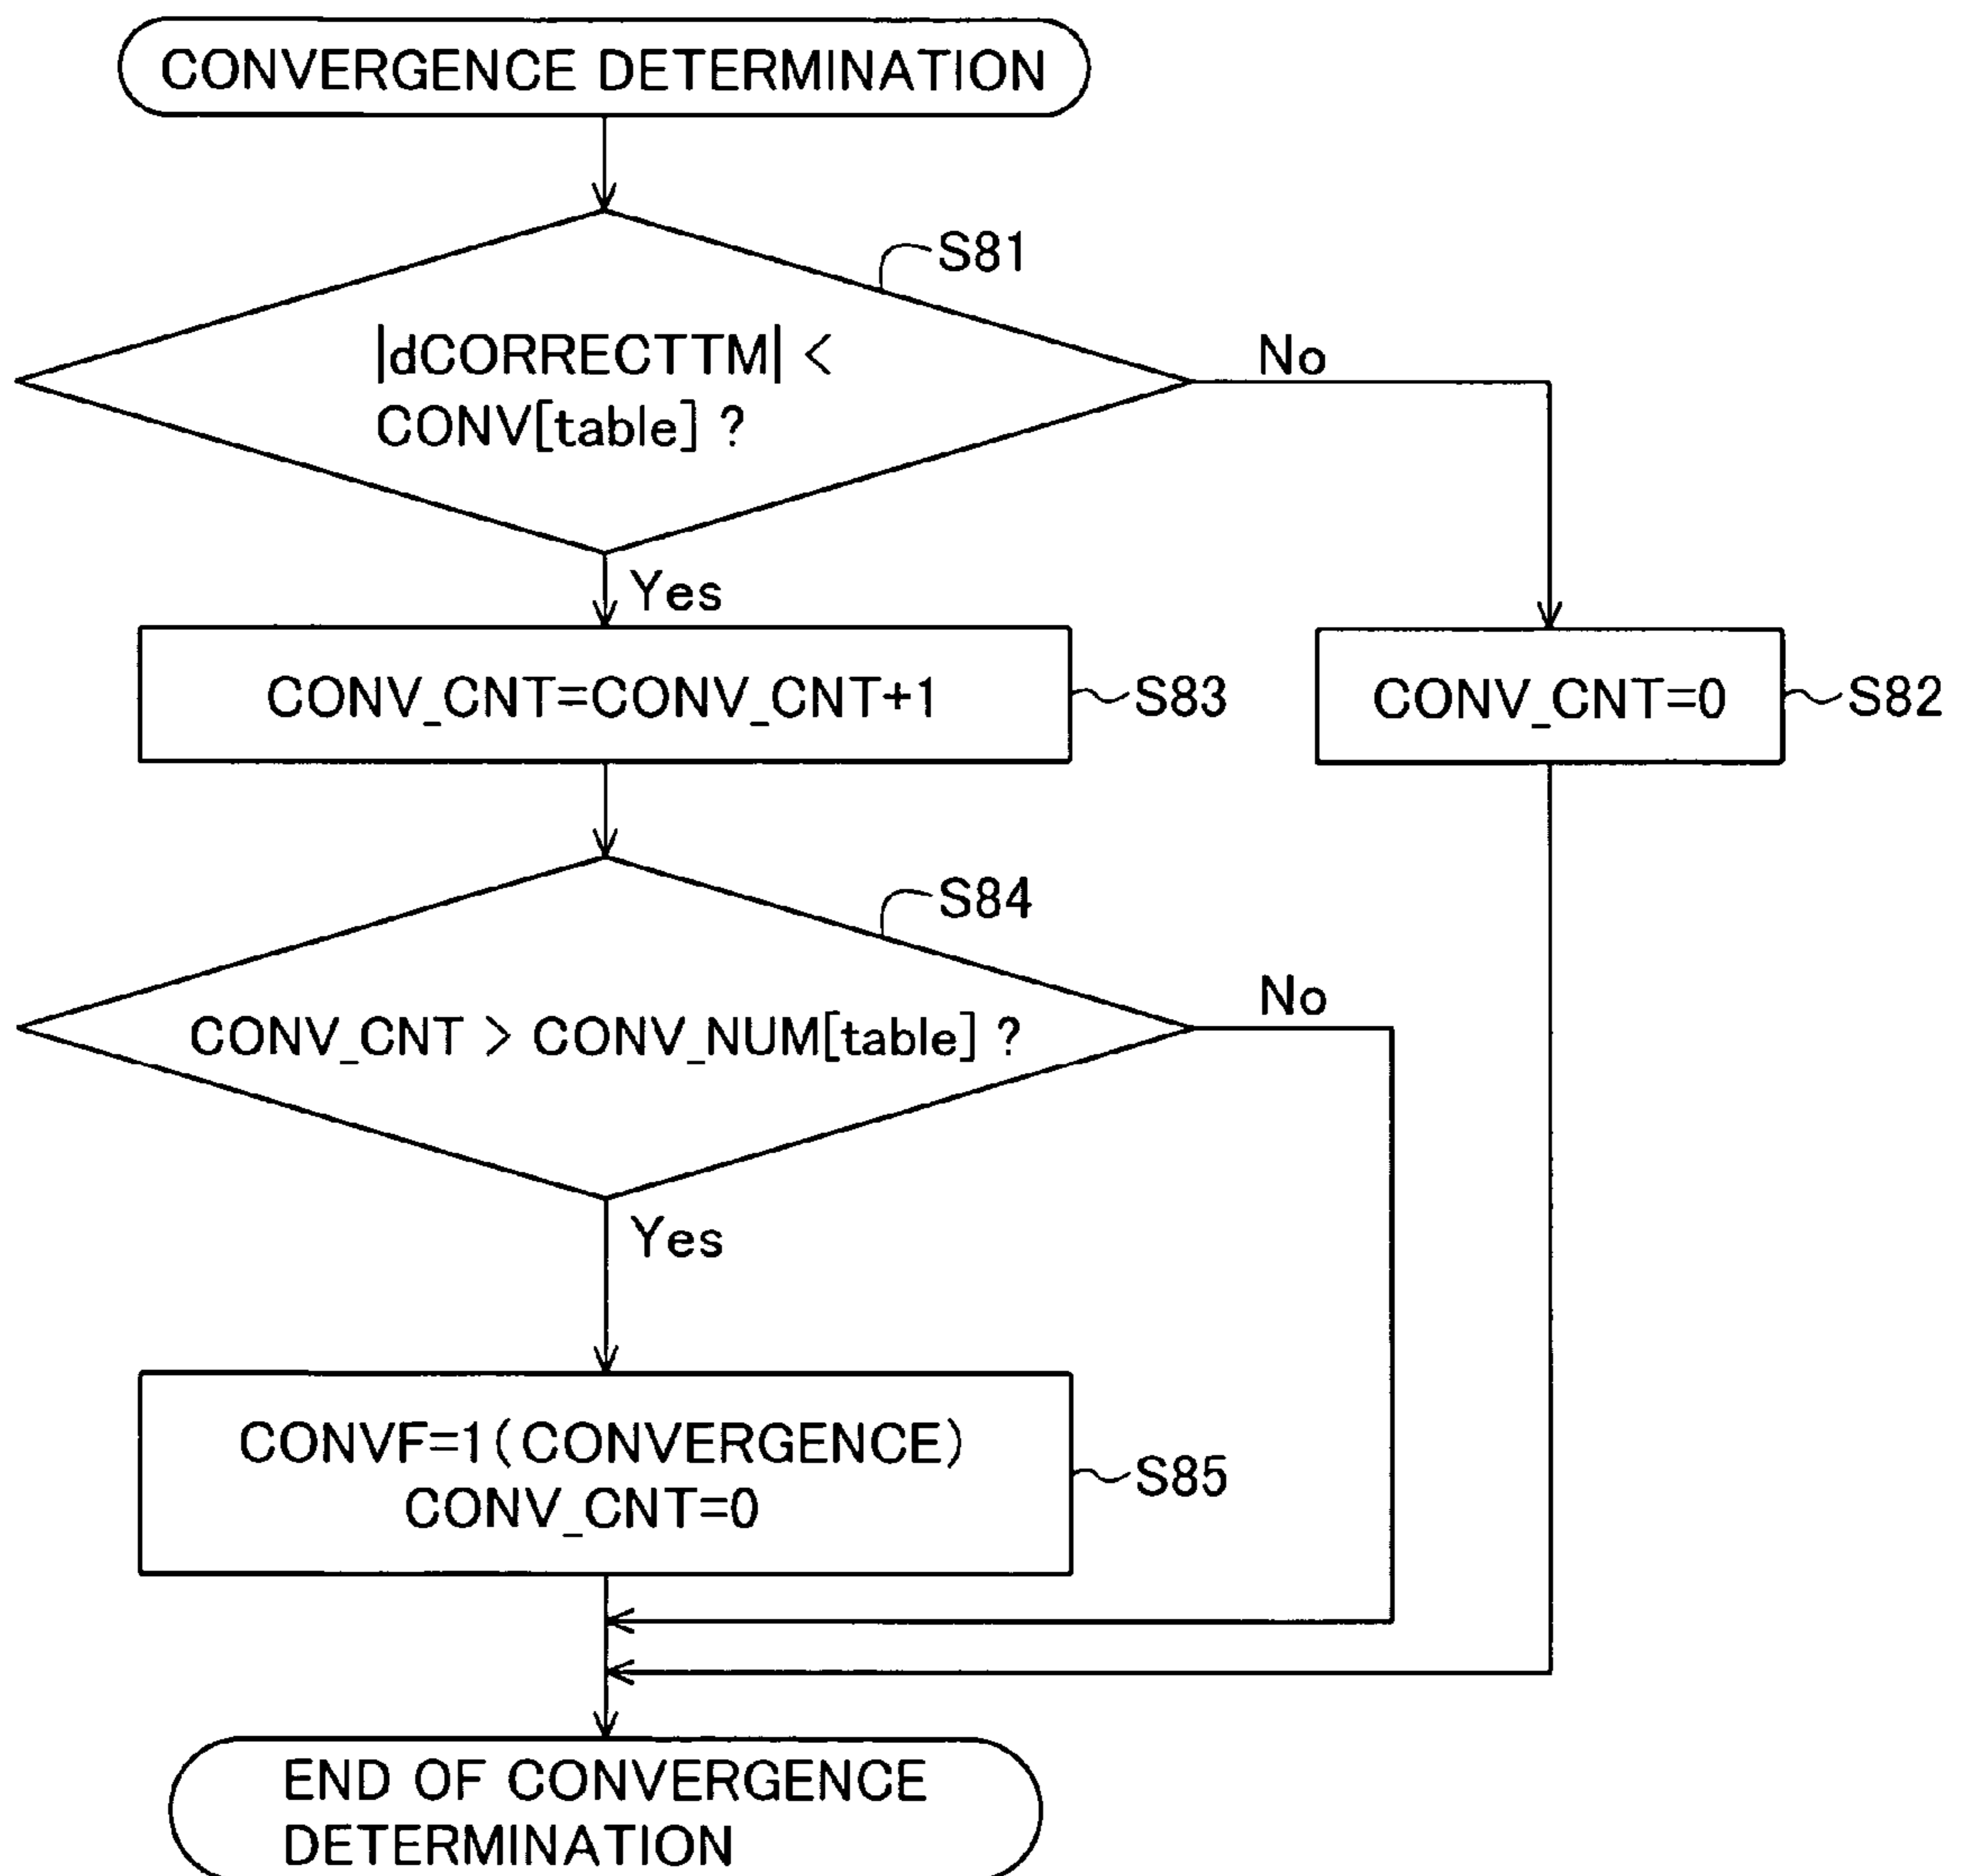 CONVERGENCE DETERMINATION
S81
|dCORRECTTM| <
CONV[table] ?
No
Yes
CONV_CNT=CONV_CNT+1
S83
CONV_CNT=0
S82
S84
CONV_CNT > CONV_NUM[table] ?
No
Yes
CONVF=1(CONVERGENCE)
CONV_CNT=0
S85
END OF CONVERGENCE
DETERMINATION